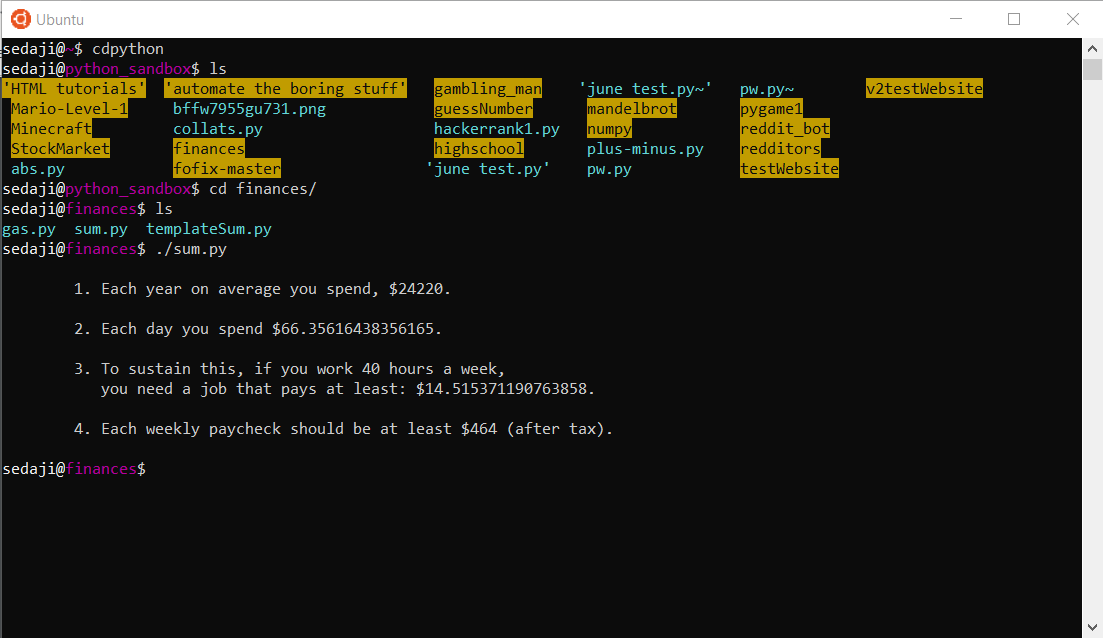 Ubuntu
sedaji@~$ cdpython
sedaji@python_sandbox$ ls
'HTML tutorials'  'automate the boring stuff'   gambling_man    'june test.py~'   pw.py~        v2testWebsite
 Mario-Level-1     bffw7955gu731.png            guessNumber      mandelbrot       pygame1
 Minecraft         collats.py                   hackerrank1.py   numpy            reddit_bot
 StockMarket       finances                     highschool       plus-minus.py    redditors
 abs.py            fofix-master                'june test.py'    pw.py            testWebsite
sedaji@python_sandbox$ cd finances/
sedaji@finances$ ls
gas.py  sum.py  templateSum.py
sedaji@finances$ ./sum.py
1. Each year on average you spend, $24220.
2. Each day you spend $66.35616438356165.
3. To sustain this, if you work 40 hours a week,
you need a job that pays at least: $14.515371190763858.
4. Each weekly paycheck should be at least $464 (after tax).
sedaji@finances$